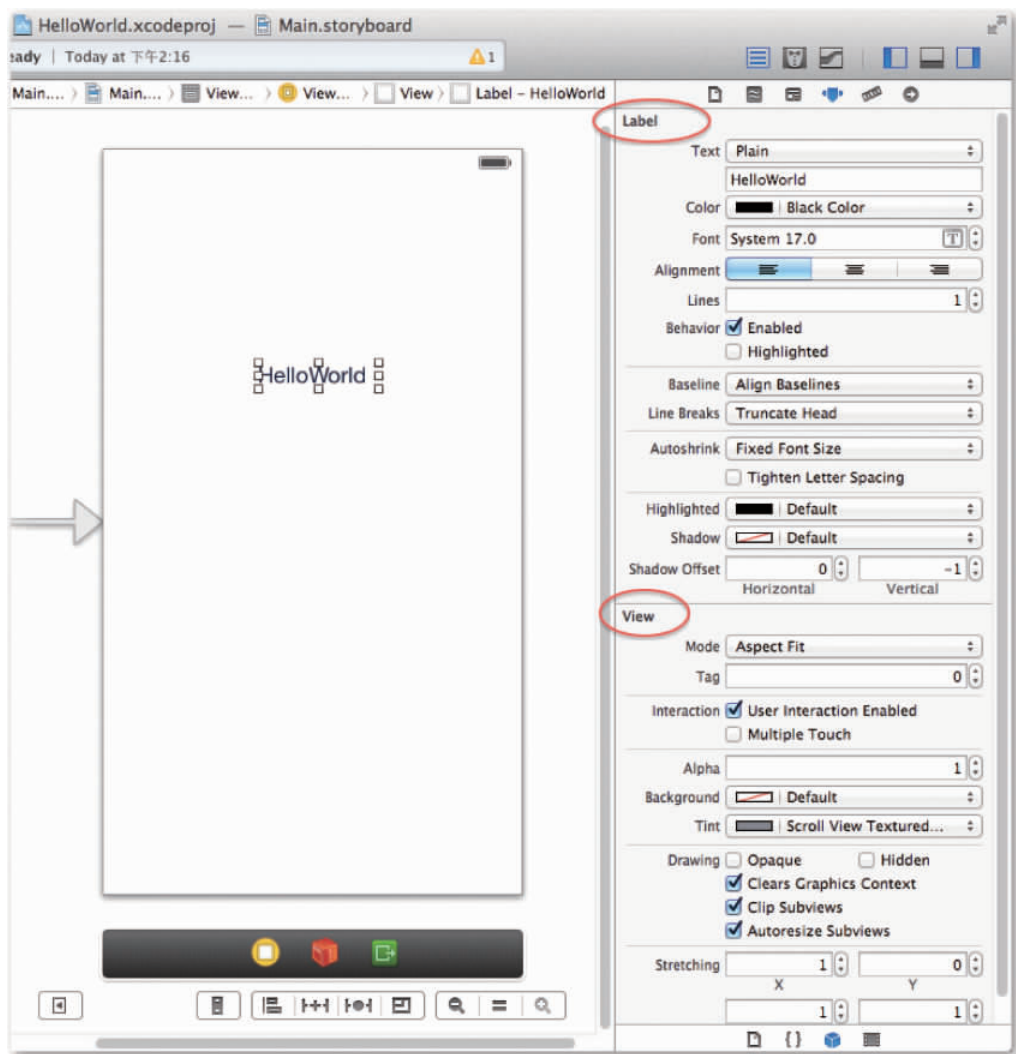 HelloWorld.xcodeproj — Main.storyboard
eady | Today at 下午2:16 1
Main.... 〉 Main.... 〉 View... 〉 View... 〉 View 〉 Label – HelloWorld
Label
Text Plain
HelloWorld
Color Black Color
Font System 17.0 T
Alignment
Lines 1
Behavior Enabled
Highlighted
Baseline Align Baselines
Line Breaks Truncate Head
Autoshrink Fixed Font Size
Tighten Letter Spacing
Highlighted Default
Shadow Default
Shadow Offset 0 -1
Horizontal Vertical
HelloWorld
View
Mode Aspect Fit
Tag 0
Interaction User Interaction Enabled
Multiple Touch
Alpha 1
Background Default
Tint Scroll View Textured...
Drawing Opaque Hidden
Clears Graphics Context
Clip Subviews
Autoresize Subviews
Stretching 1 0
X Y
1 1
{ }